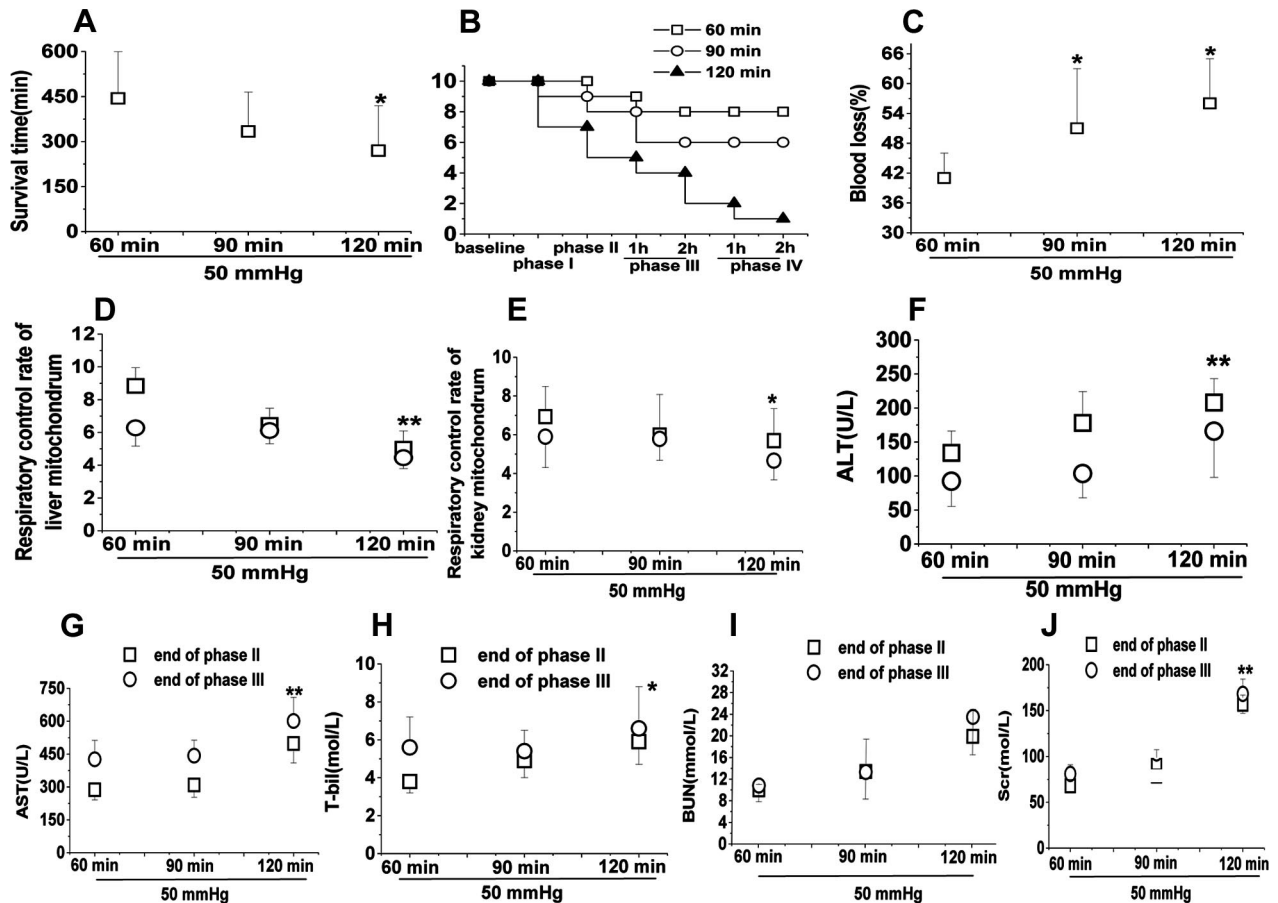 A
Survival time(min)
600
450
300
150
0
*
60 min 90 min 120 min
50 mmHg
B
60 min
90 min
120 min
10
8
6
4
2
0
baseline phase II 1h 2h 1h 2h
phase I phase III phase IV
C
Blood loss(%)
66
60
54
48
42
36
30
* *
60 min 90 min 120 min
50 mmHg
D
Respiratory control rate of
liver mitochondrum
12
10
8
6
4
2
0
**
60 min 90 min 120 min
50 mmHg
E
Respiratory control rate of
kidney mitochondrum
10
8
6
4
2
0
*
60 min 90 min 120 min
50 mmHg
F
ALT(U/L)
300
250
200
150
100
50
0
**
60 min 90 min 120 min
50 mmHg
G
end of phase II
end of phase III
AST(U/L)
750
600
450
300
150
0
**
60 min 90 min 120 min
50 mmHg
H
end of phase II
end of phase III
T-bil(mol/L)
10
8
6
4
2
0
*
60 min 90 min 120 min
50 mmHg
I
end of phase II
end of phase III
BUN(mmol/L)
32
28
24
20
16
12
8
4
0
60 min 90 min 120 min
50 mmHg
J
end of phase II
end of phase III
Scr(mol/L)
200
150
100
50
0
**
60 min 90 min 120 min
50 mmHg